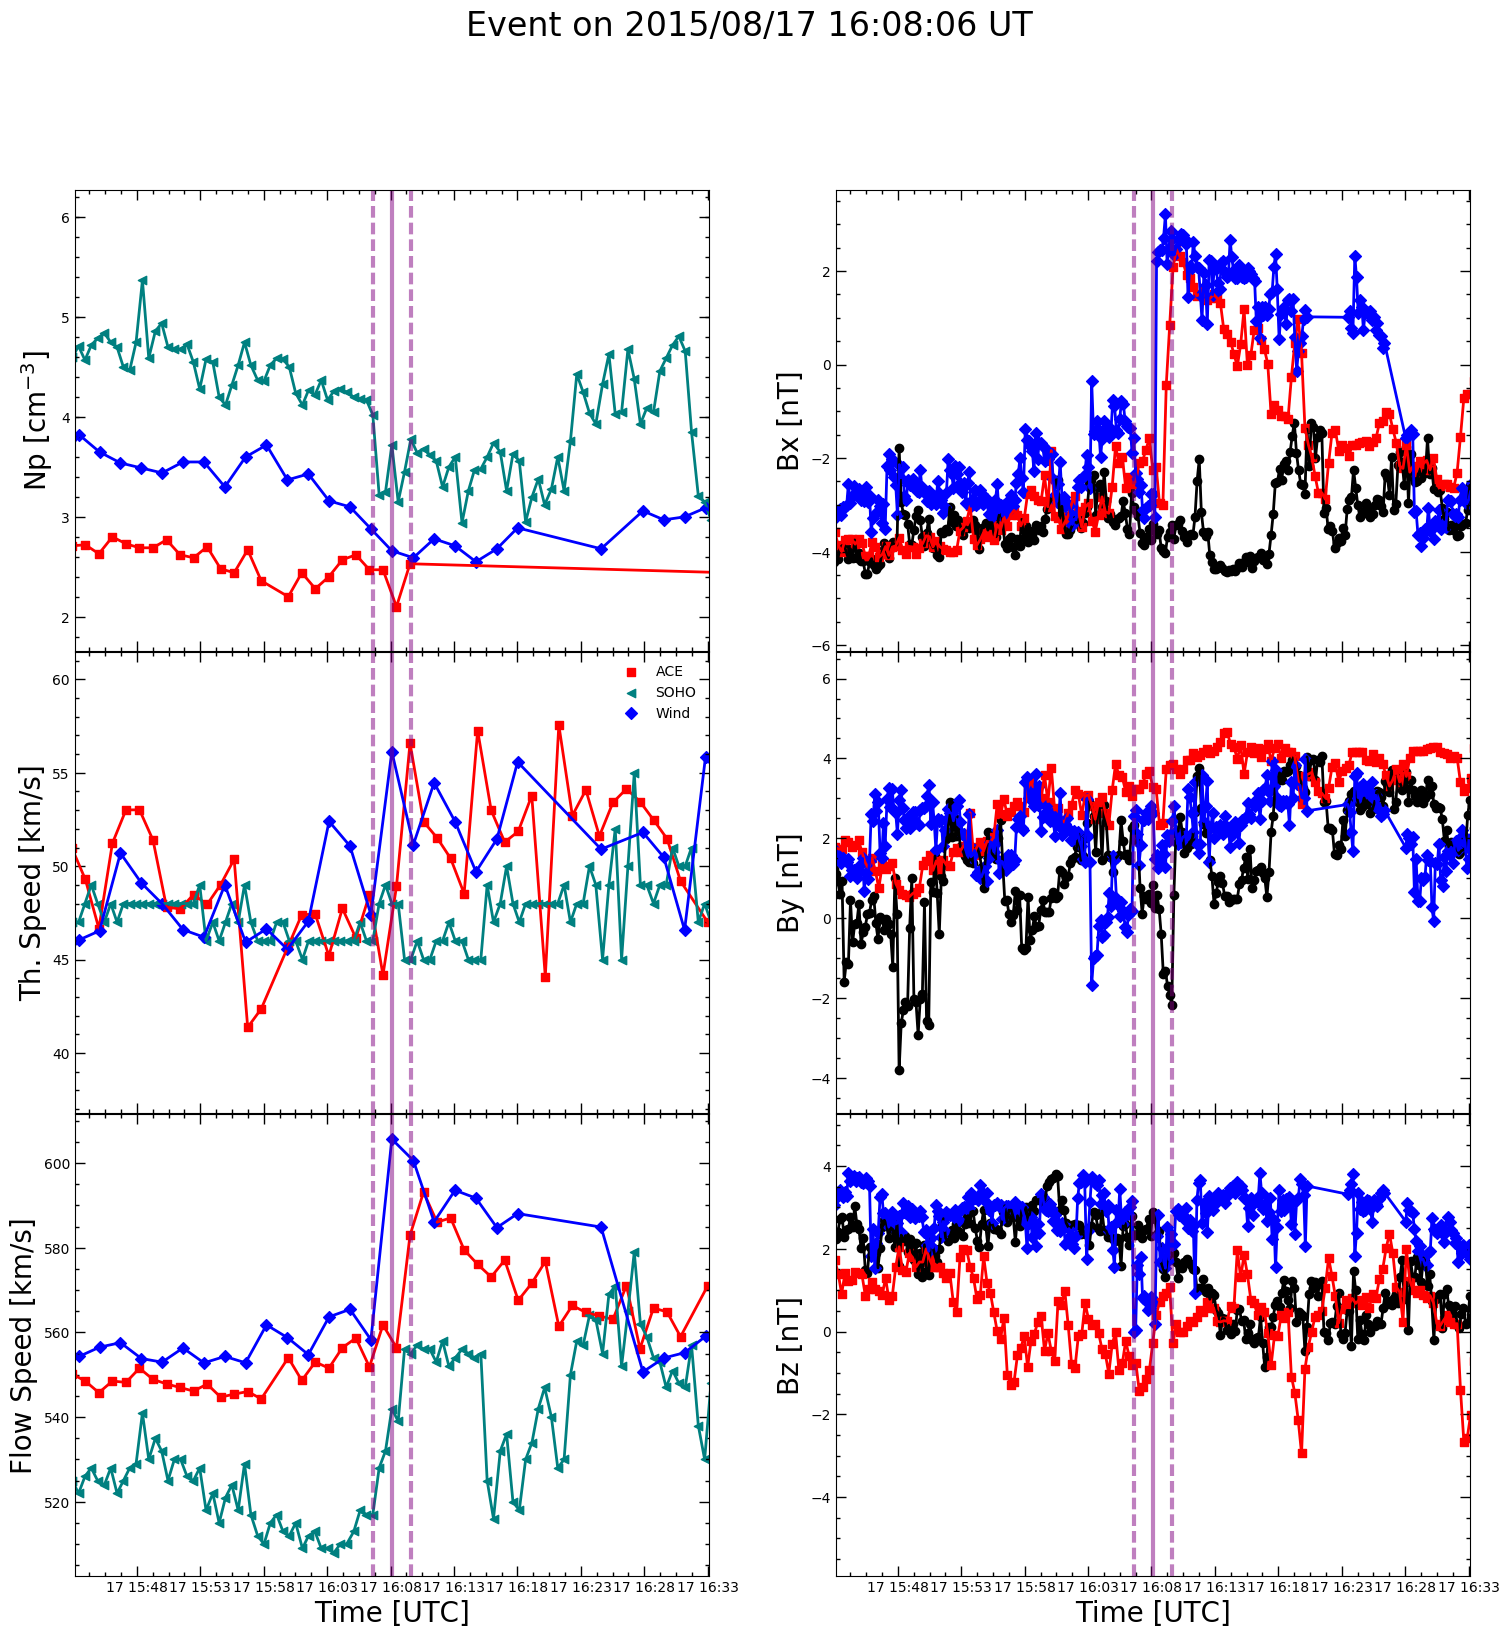 Event on 2015/08/17 16:08:06 UT
Np [cm⁻³]
6
5
4
3
2
Th. Speed [km/s]
60
55
50
45
40
ACE
SOHO
Wind
Flow Speed [km/s]
600
580
560
540
520
17 15:48 17 15:53 17 15:58 17 16:03 17 16:08 17 16:13 17 16:18 17 16:23 17 16:28 17 16:33
Time [UTC]
Bx [nT]
2
0
−2
−4
−6
By [nT]
6
4
2
0
−2
−4
Bz [nT]
4
2
0
−2
−4
17 15:48 17 15:53 17 15:58 17 16:03 17 16:08 17 16:13 17 16:18 17 16:23 17 16:28 17 16:33
Time [UTC]